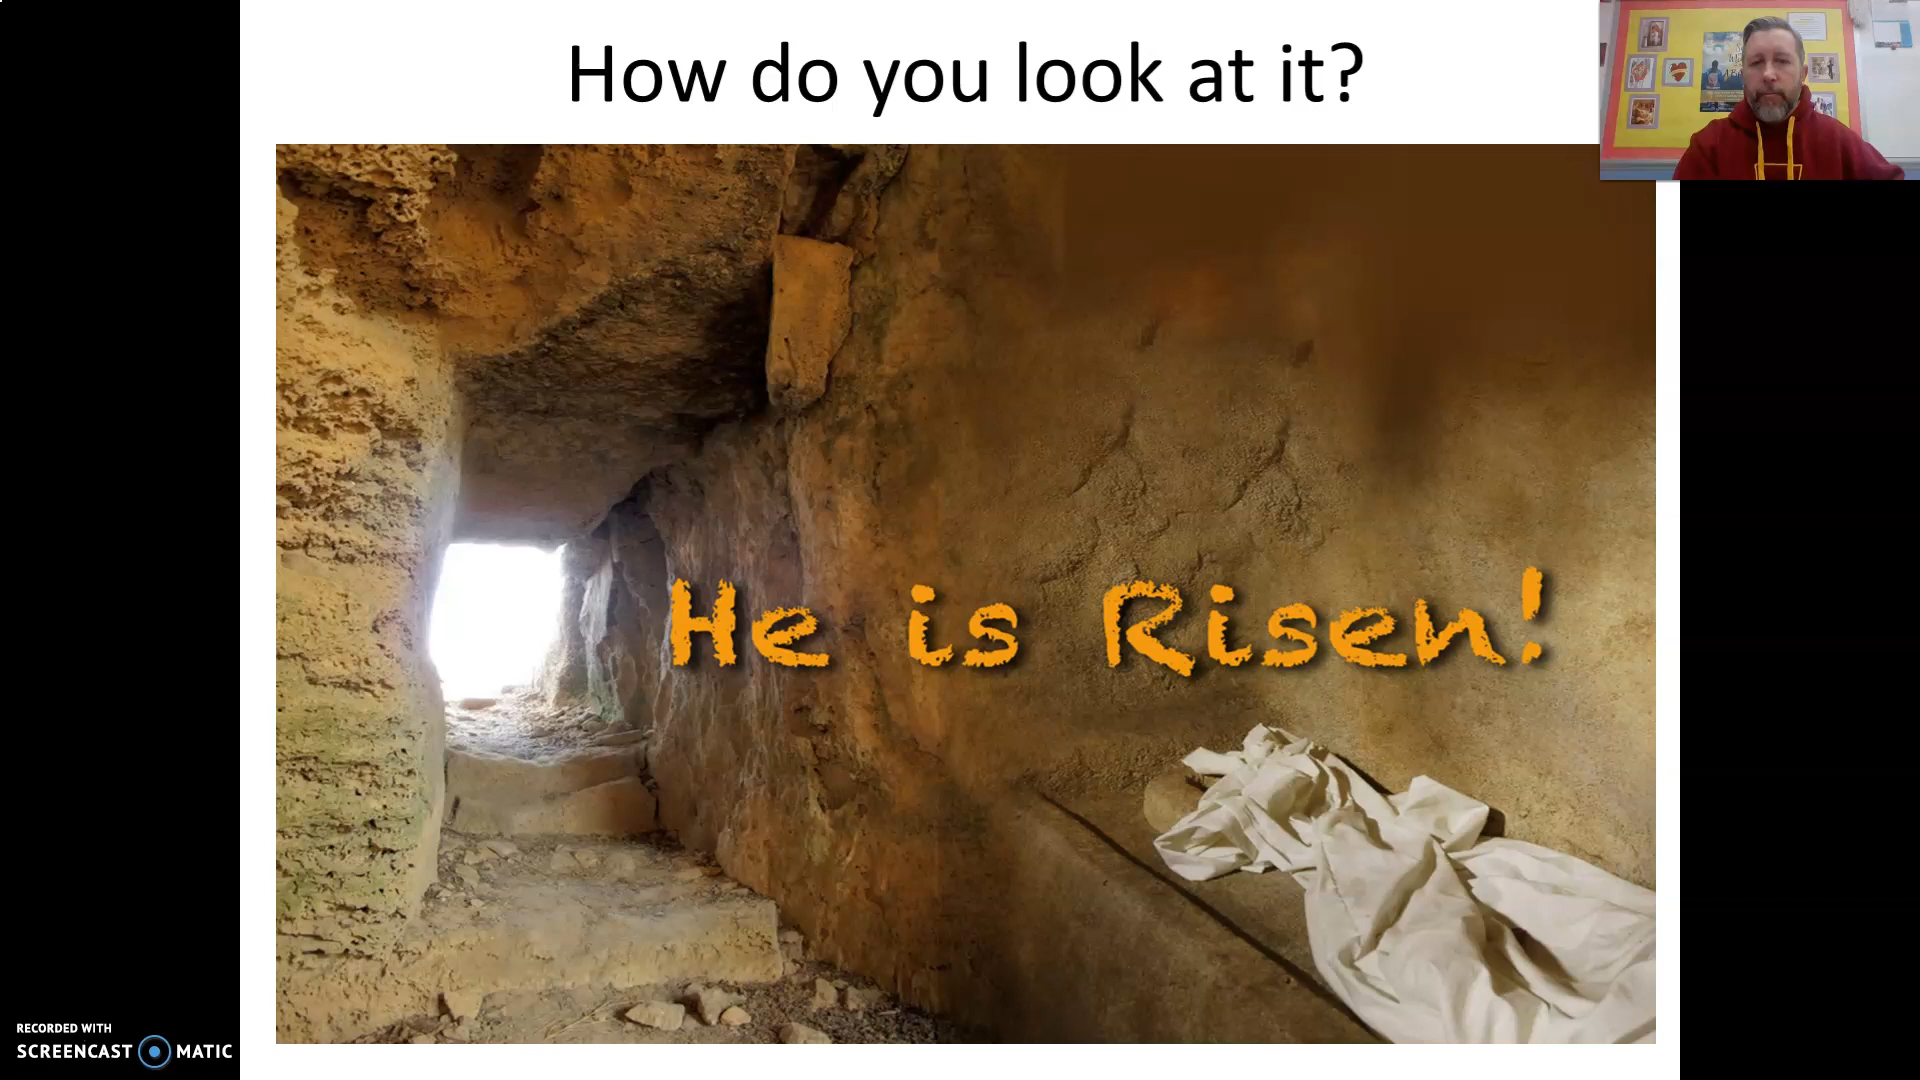 How do you look at it?
He is Risen!
RECORDED WITH
SCREENCAST MATIC